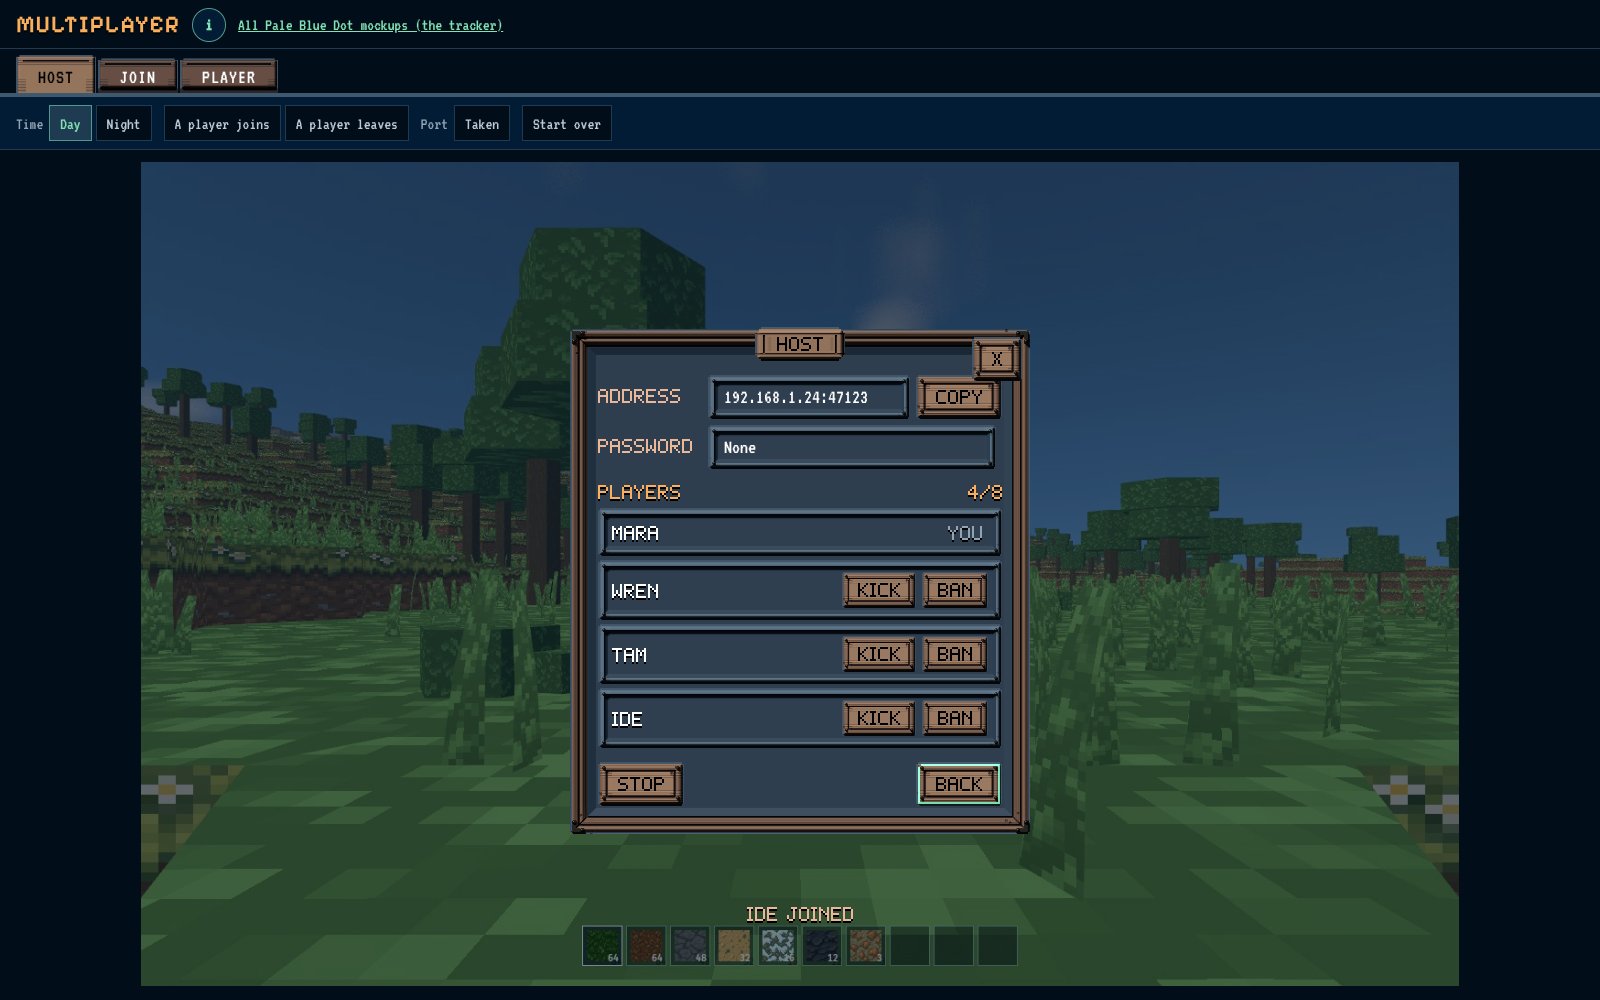 MULTIPLAYER i All Pale Blue Dot mockups (the tracker)
HOST JOIN PLAYER
Time Day Night A player joins A player leaves Port Taken Start over
HOST
X
ADDRESS 192.168.1.24:47123 COPY
PASSWORD None
PLAYERS 4/8
MARA YOU
WREN KICK BAN
TAM KICK BAN
IDE KICK BAN
STOP BACK
IDE JOINED
64 64 48 32 16 12 3